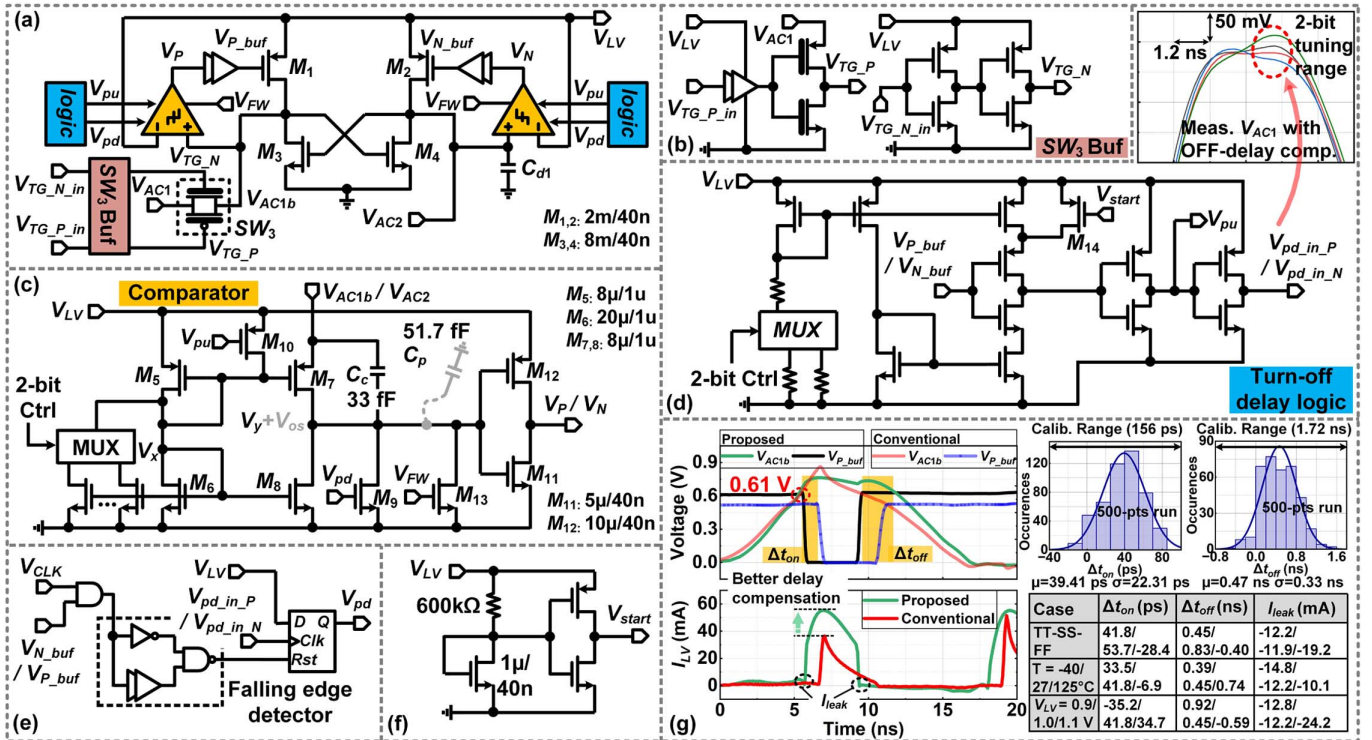 (a)
V_P
V_P_buf
V_N_buf
V_N
V_LV
M_1
M_2
logic
V_pu
V_pd
V_FW
V_FW
V_pu
V_pd
logic
M_3
M_4
C_d1
V_TG_N
V_TG_N_in
V_AC1
V_AC1b
V_AC2
V_TG_P_in
SW_3 Buf
SW_3
V_TG_P
M_1,2: 2m/40n
M_3,4: 8m/40n
(b)
V_LV
V_AC1
V_TG_P
V_TG_P_in
V_LV
V_TG_N
V_TG_N_in
SW_3 Buf
50 mV
1.2 ns
2-bit
tuning
range
Meas. V_AC1 with
OFF-delay comp.
(c)
Comparator
V_AC1b / V_AC2
V_LV
V_pu
M_10
M_5
M_7
C_c
33 fF
51.7 fF
C_p
M_5: 8μ/1u
M_6: 20μ/1u
M_7,8: 8μ/1u
M_12
V_P / V_N
2-bit
Ctrl
MUX
V_x
V_y+V_os
M_6
M_8
V_pd
M_9
V_FW
M_13
M_11
M_11: 5μ/40n
M_12: 10μ/40n
(d)
V_LV
V_start
M_14
V_P_buf
/ V_N_buf
V_pu
V_pd_in_P
/ V_pd_in_N
MUX
2-bit Ctrl
Turn-off
delay logic
(e)
V_CLK
V_N_buf
/ V_P_buf
V_LV
V_pd_in_P
/ V_pd_in_N
D Q
Clk
Rst
V_pd
Falling edge
detector
(f)
V_LV
600kΩ
1μ/
40n
V_start
(g)
Proposed
V_AC1b
V_P_buf
Conventional
V_AC1b
V_P_buf
Voltage (V)
0.9
0.6
0.3
0.0
0.61 V
Δt_on
Δt_off
Better delay
compensation
Proposed
Conventional
I_LV (mA)
60
40
20
0
I_leak
0 5 10 15 20
Time (ns)
Calib. Range (156 ps)
Occurences
120
80
40
0
500-pts run
-40 0 40 80
Δt_on (ps)
μ=39.41 ps σ=22.31 ps
Calib. Range (1.72 ns)
Occurences
90
60
30
0
500-pts run
-0.8 0.0 0.8 1.6
Δt_off (ns)
μ=0.47 ns σ=0.33 ns
Case Δt_on (ps) Δt_off (ns) I_leak (mA)
TT-SS- 41.8/ 0.45/ -12.2/
FF 53.7/-28.4 0.83/-0.40 -11.9/-19.2
T = -40/ 33.5/ 0.39/ -14.8/
27/125°C 41.8/-6.9 0.45/0.74 -12.2/-10.1
V_LV = 0.9/ -35.2/ 0.92/ -12.8/
1.0/1.1 V 41.8/34.7 0.45/-0.59 -12.2/-24.2